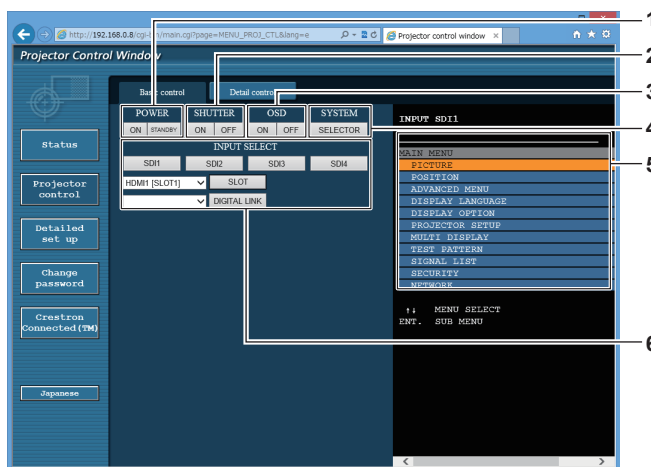 http://192.168.0.8/cgi-bin/main.cgi?page=MENU_PROJ_CTL&lang=e
Projector control window
Projector Control Window
Basic control
Detail control
POWER
SHUTTER
OSD
SYSTEM
ON
STANDBY
ON
OFF
ON
OFF
SELECTOR
INPUT SELECT
SDI1
SDI2
SDI3
SDI4
HDMI1 [SLOT1]
SLOT
DIGITAL LINK
Status
Projector
control
Detailed
set up
Change
password
Crestron
Connected(TM)
Japanese
INPUT SDI1
MAIN MENU
PICTURE
POSITION
ADVANCED MENU
DISPLAY LANGUAGE
DISPLAY OPTION
PROJECTOR SETUP
MULTI DISPLAY
TEST PATTERN
SIGNAL LIST
SECURITY
NETWORK
↑↓ MENU SELECT
ENT. SUB MENU
1
2
3
4
5
6